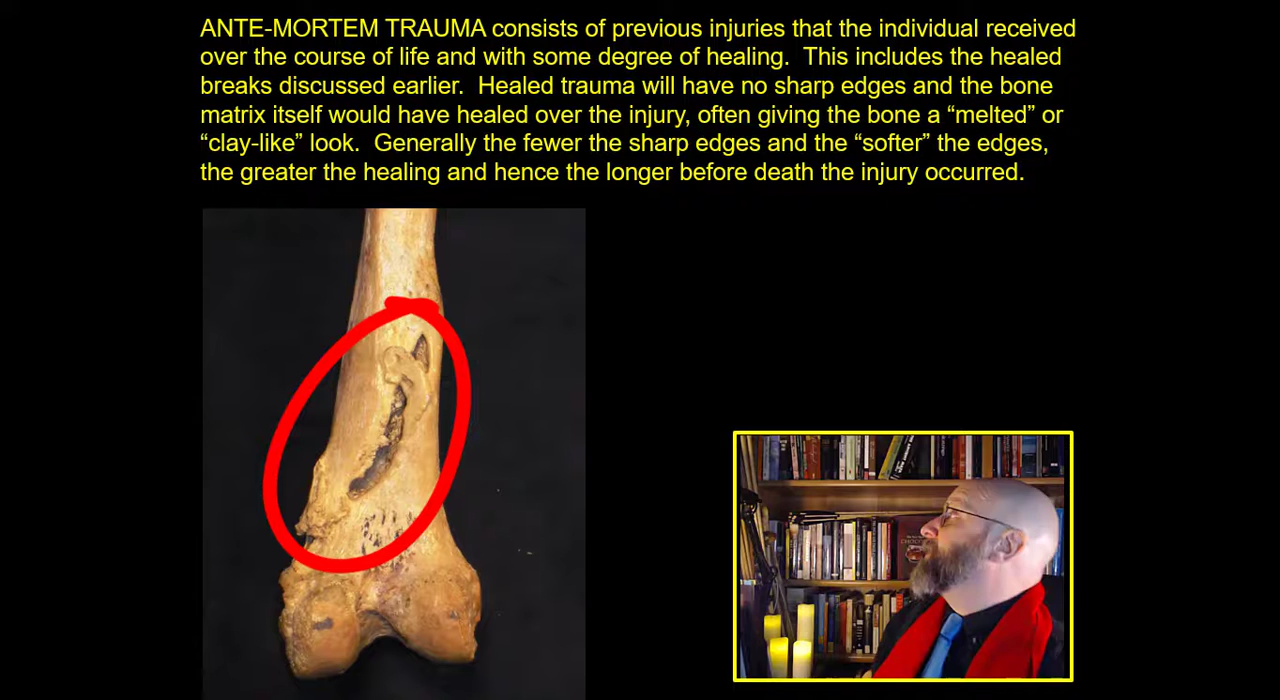 ANTE-MORTEM TRAUMA consists of previous injuries that the individual received
over the course of life and with some degree of healing.  This includes the healed
breaks discussed earlier.  Healed trauma will have no sharp edges and the bone
matrix itself would have healed over the injury, often giving the bone a “melted” or
“clay-like” look.  Generally the fewer the sharp edges and the “softer” the edges,
the greater the healing and hence the longer before death the injury occurred.